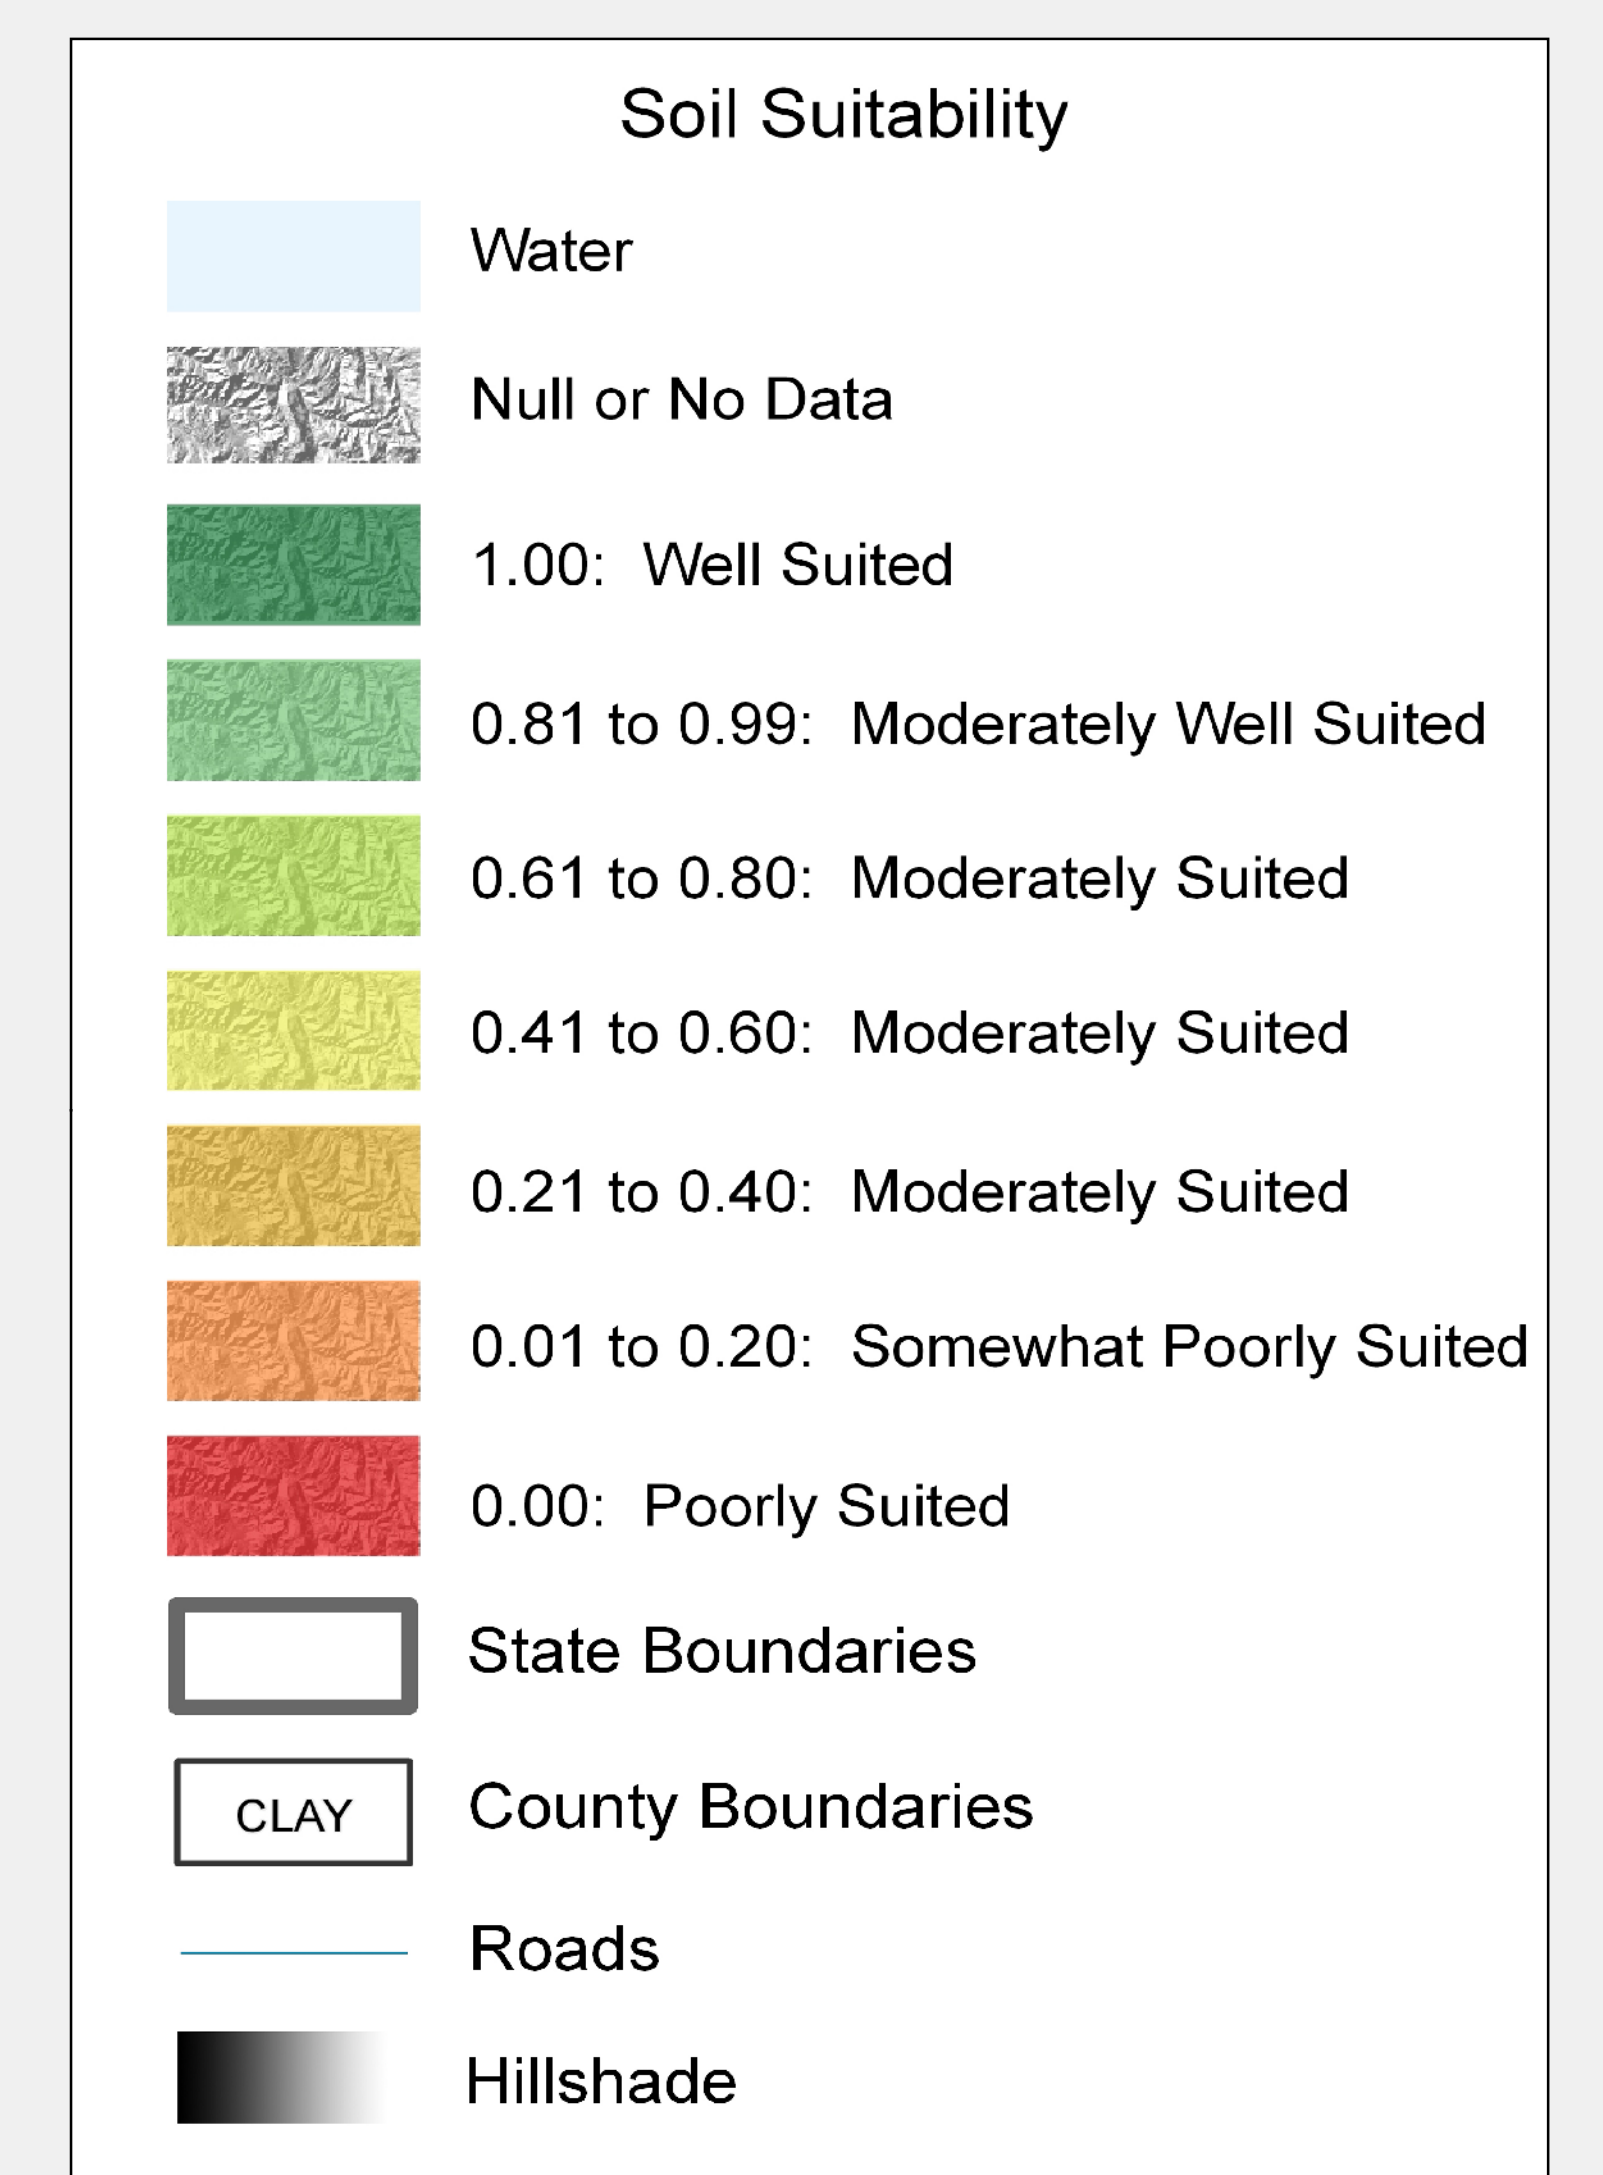 Soil Suitability
Water
Null or No Data
1.00:  Well Suited
0.81 to 0.99:  Moderately Well Suited
0.61 to 0.80:  Moderately Suited
0.41 to 0.60:  Moderately Suited
0.21 to 0.40:  Moderately Suited
0.01 to 0.20:  Somewhat Poorly Suited
0.00:  Poorly Suited
State Boundaries
CLAY County Boundaries
Roads
Hillshade